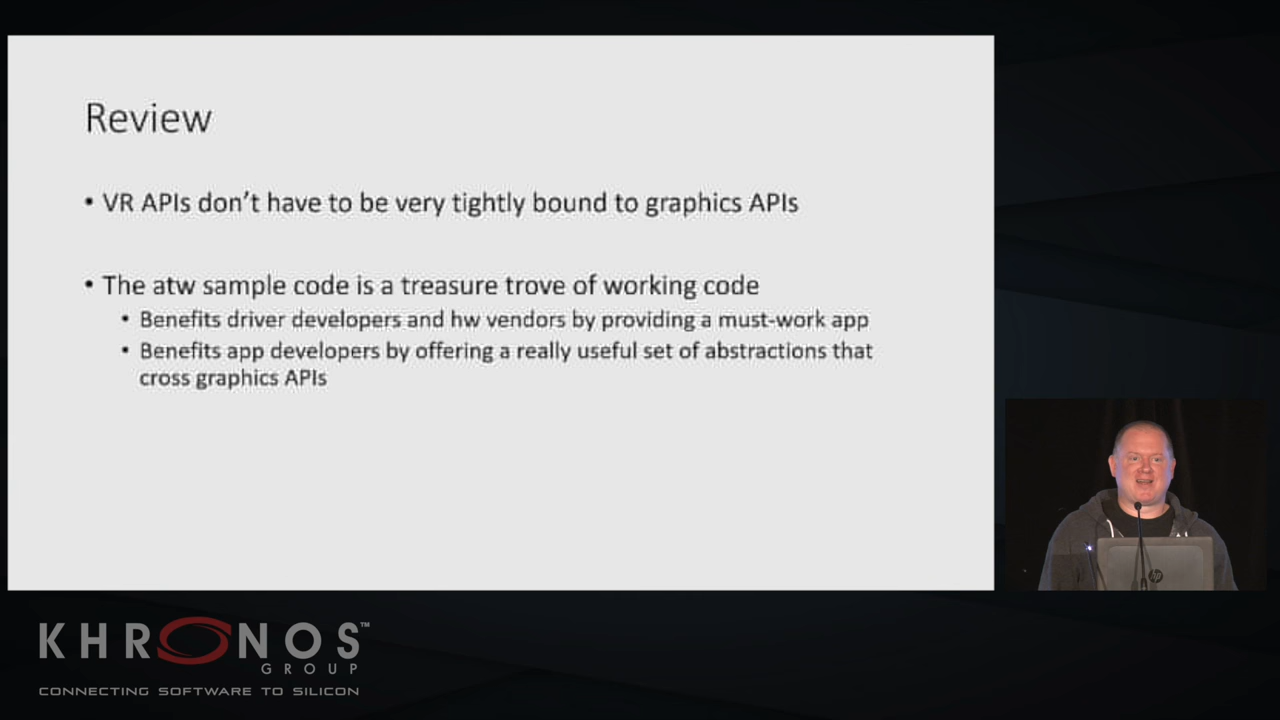 Review
• VR APIs don't have to be very tightly bound to graphics APIs
• The atw sample code is a treasure trove of working code
• Benefits driver developers and hw vendors by providing a must-work app
• Benefits app developers by offering a really useful set of abstractions that
cross graphics APIs
hp
KHRONOS™
GROUP
CONNECTING SOFTWARE TO SILICON